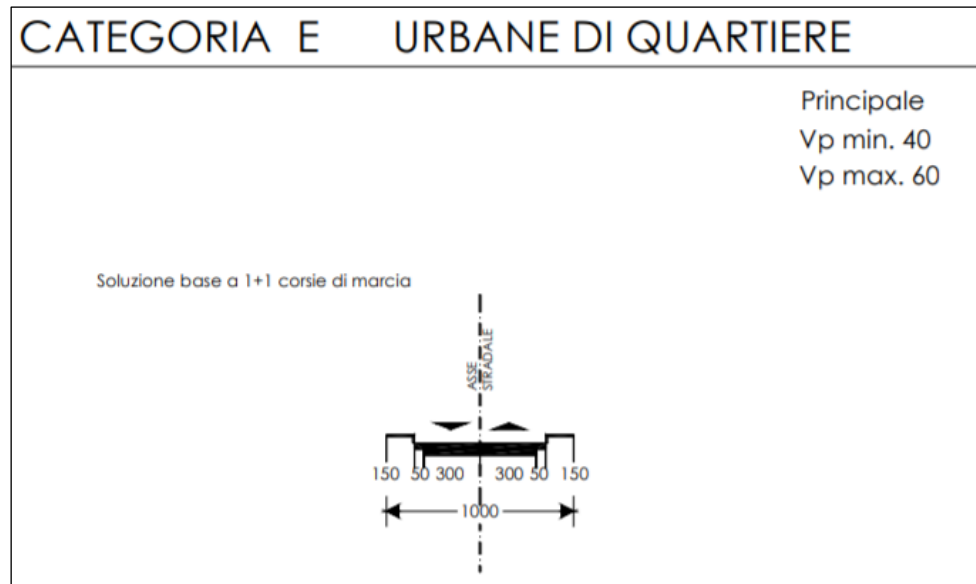 CATEGORIA E URBANE DI QUARTIERE
Principale
Vp min. 40
Vp max. 60
Soluzione base a 1+1 corsie di marcia
ASSE
STRADALE
150 50 300 300 50 150
1000